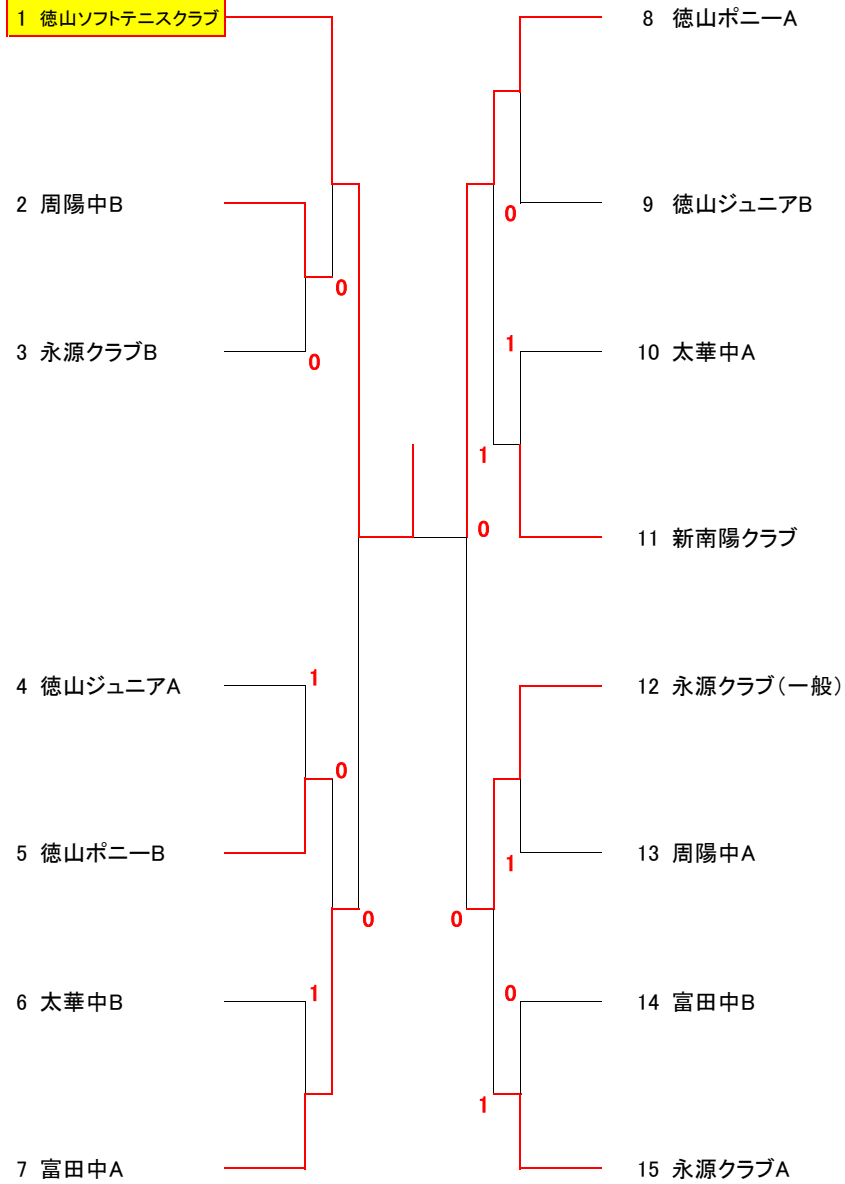 1 徳山ソフトテニスクラブ
2 周陽中B
0
3 永源クラブB
0
4 徳山ジュニアA
1
0
5 徳山ポニーB
0
6 太華中B
1
7 富田中A
8 徳山ポニーA
9 徳山ジュニアB
0
10 太華中A
1
1
0
11 新南陽クラブ
12 永源クラブ（一般）
13 周陽中A
1
0
14 富田中B
0
1
15 永源クラブA